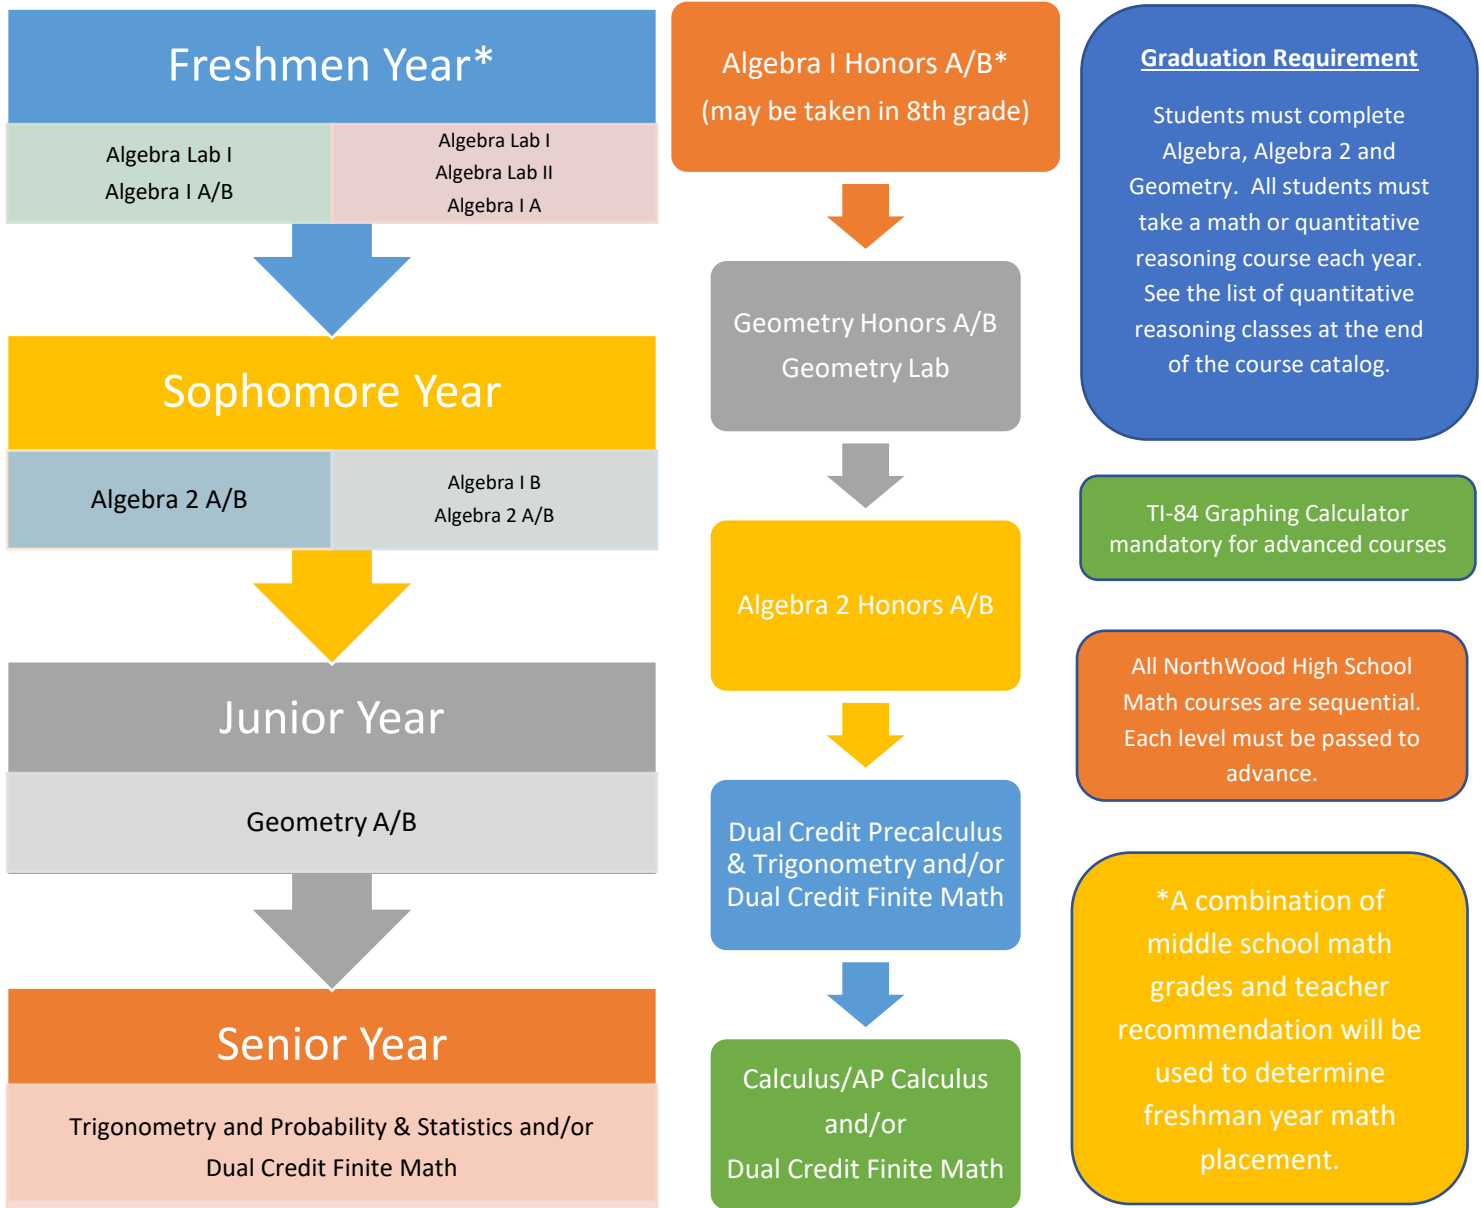 Freshmen Year*
Algebra Lab I
Algebra I A/B
Algebra Lab I
Algebra Lab II
Algebra I A
Sophomore Year
Algebra 2 A/B
Algebra I B
Algebra 2 A/B
Junior Year
Geometry A/B
Senior Year
Trigonometry and Probability & Statistics and/or
Dual Credit Finite Math
Algebra I Honors A/B*
(may be taken in 8th grade)
Geometry Honors A/B
Geometry Lab
Algebra 2 Honors A/B
Dual Credit Precalculus
& Trigonometry and/or
Dual Credit Finite Math
Calculus/AP Calculus
and/or
Dual Credit Finite Math
Graduation Requirement
Students must complete
Algebra, Algebra 2 and
Geometry.  All students must
take a math or quantitative
reasoning course each year.
See the list of quantitative
reasoning classes at the end
of the course catalog.
TI-84 Graphing Calculator
mandatory for advanced courses
All NorthWood High School
Math courses are sequential.
Each level must be passed to
advance.
*A combination of
middle school math
grades and teacher
recommendation will be
used to determine
freshman year math
placement.